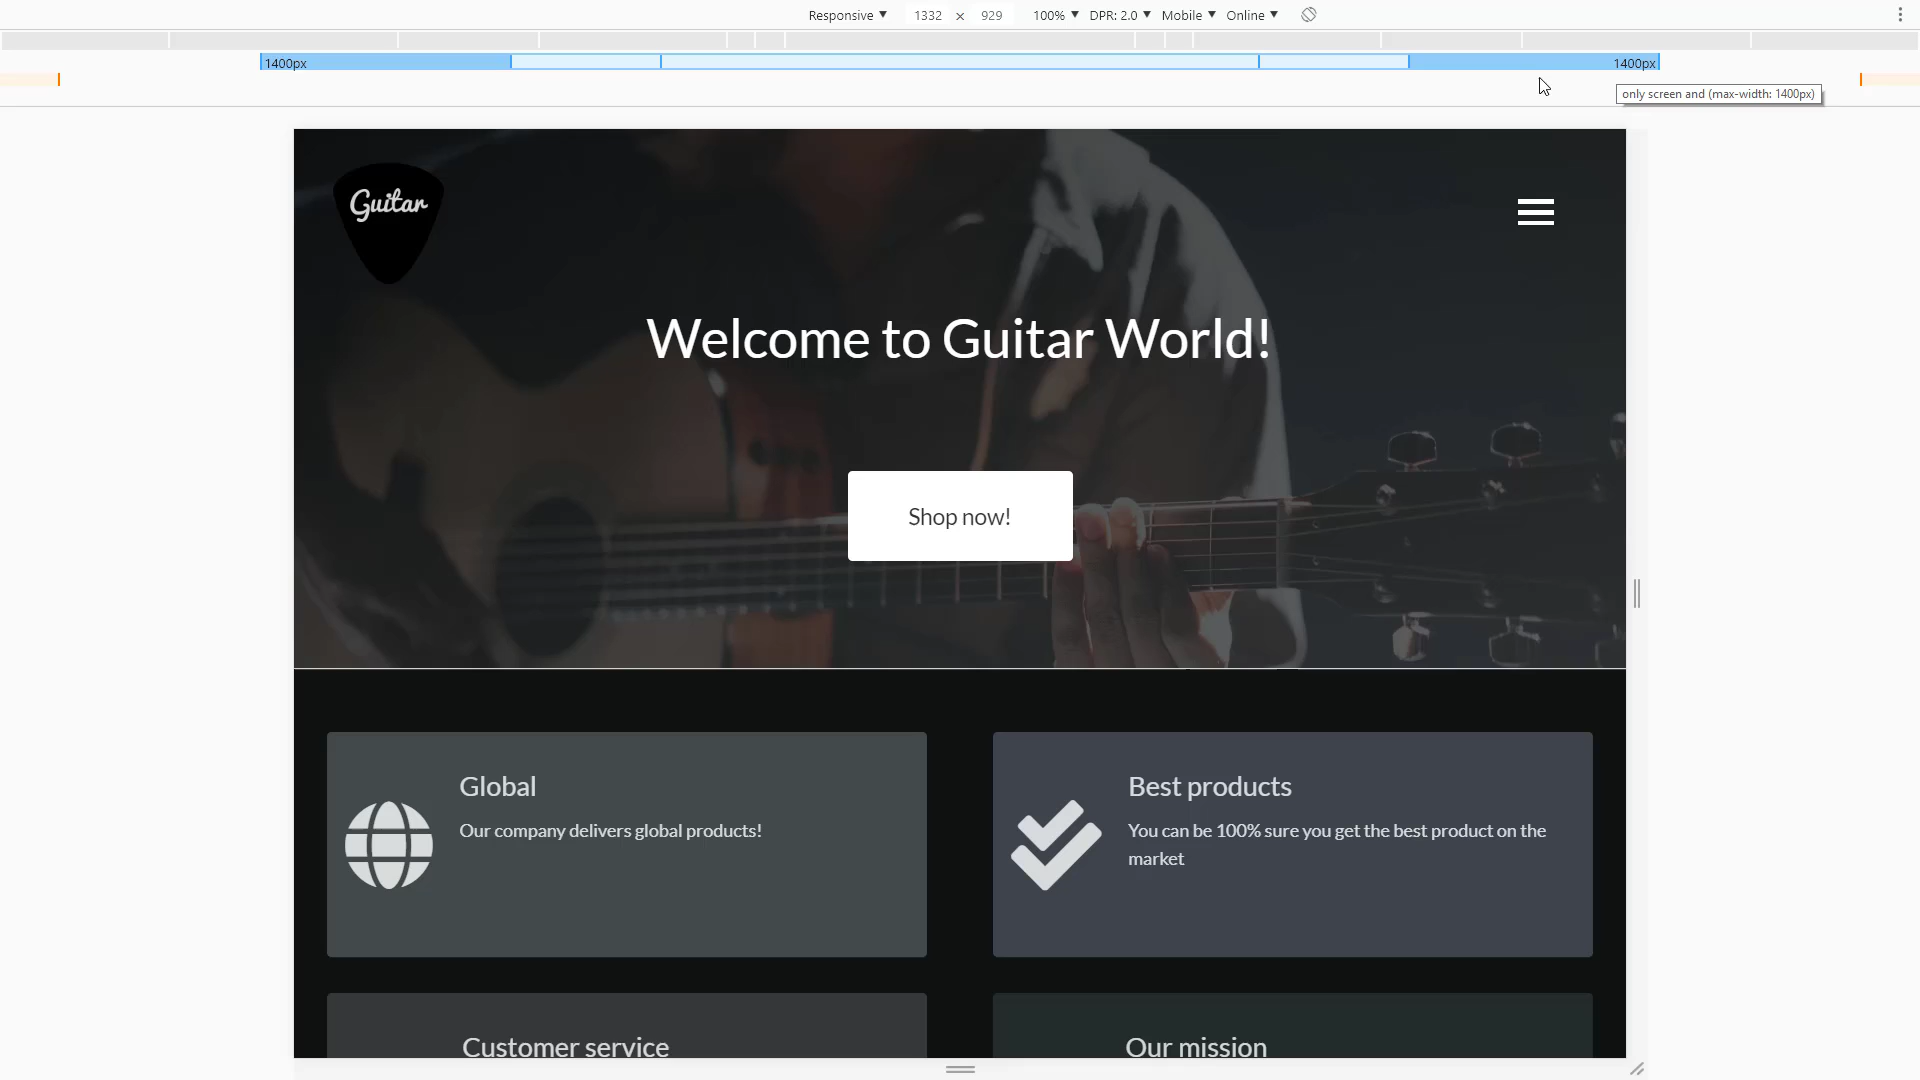 Responsive ▼ 1332 × 929 100% ▼ DPR: 2.0 ▼ Mobile ▼ Online ▼
1400px 1400px
only screen and (max-width: 1400px)
Guitar
Welcome to Guitar World!
Shop now!
Global
Our company delivers global products!
Best products
You can be 100% sure you get the best product on the
market
Customer service
Our mission